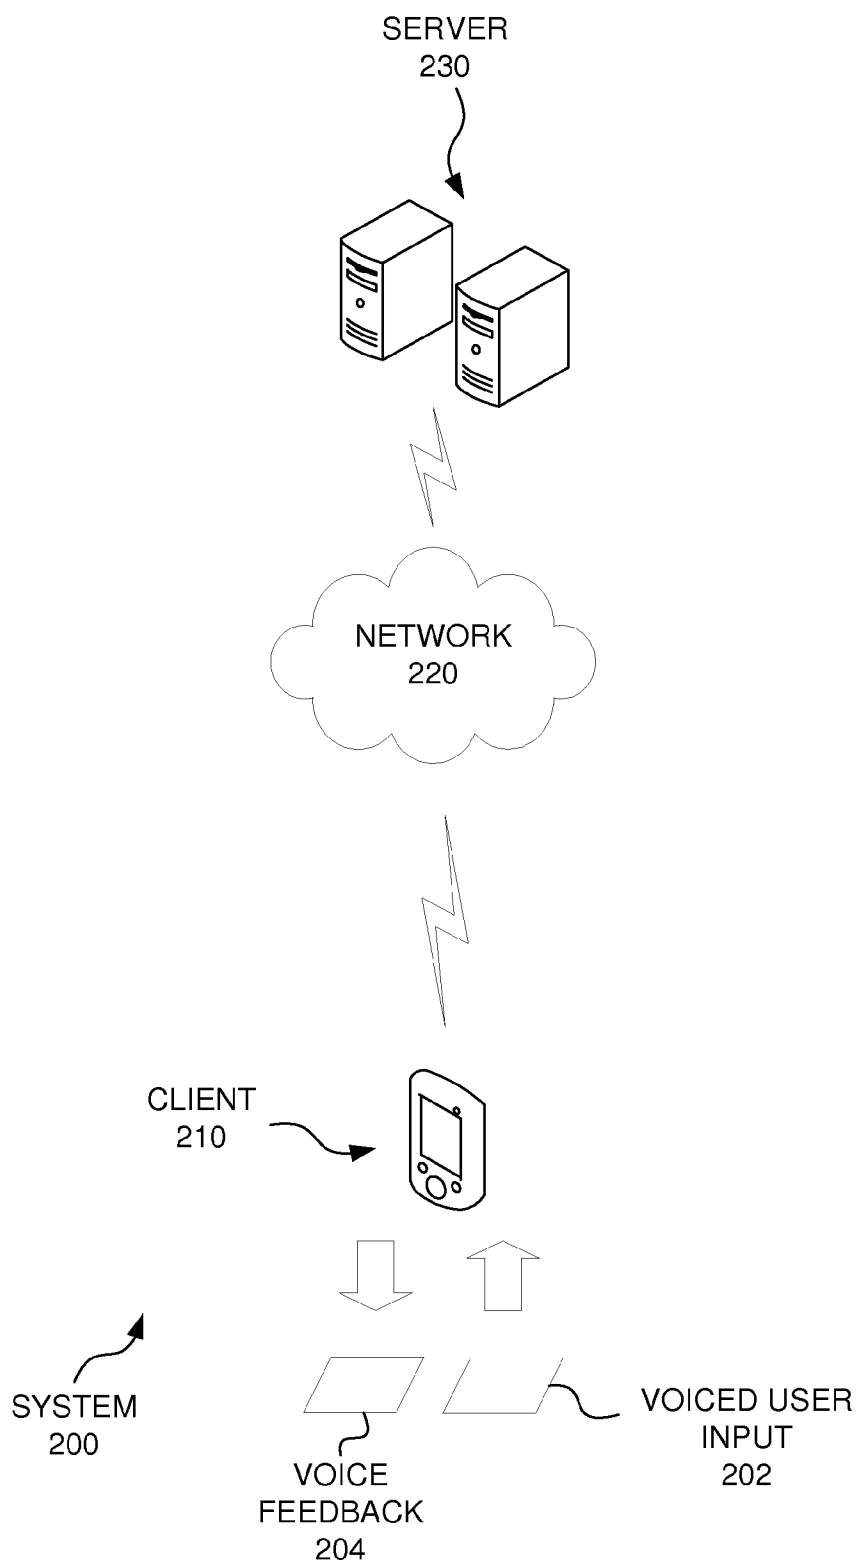 SERVER
230
NETWORK
220
CLIENT
210
SYSTEM
200
VOICE
FEEDBACK
204
VOICED USER
INPUT
202